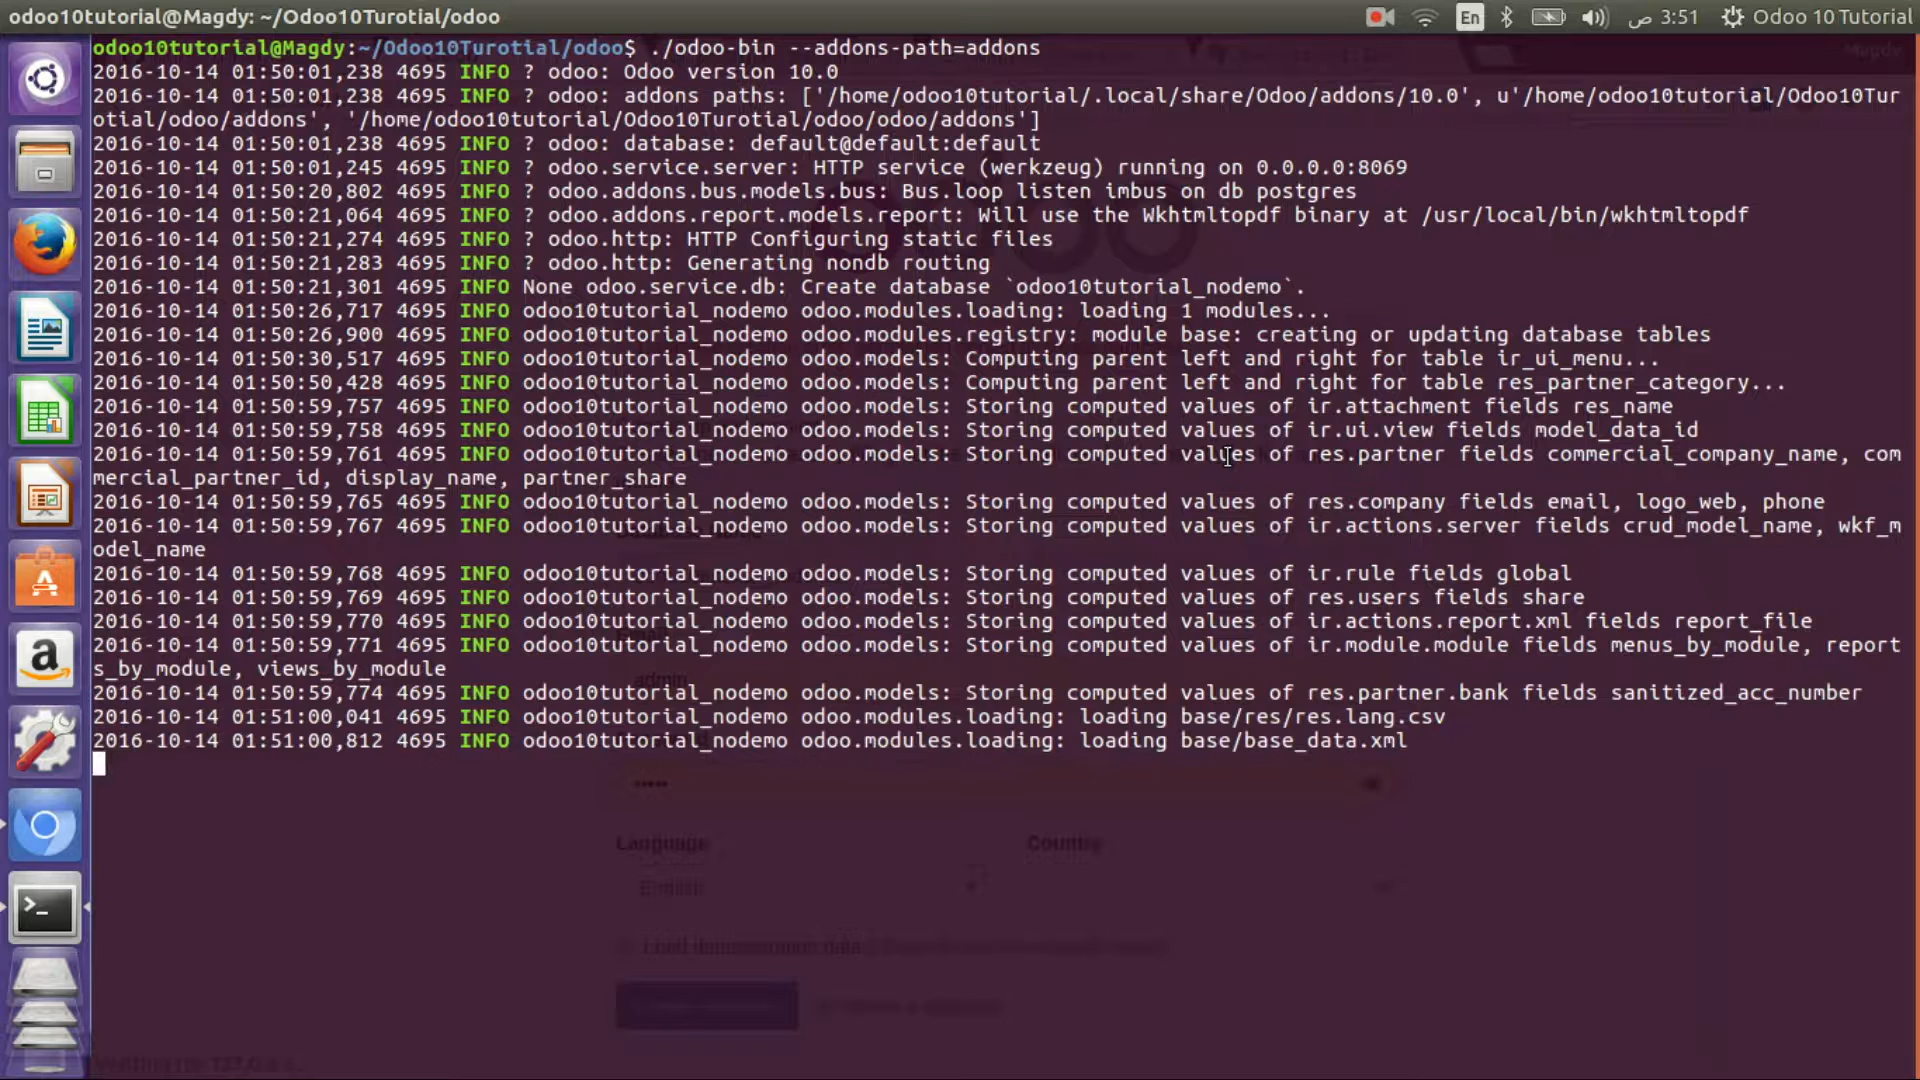 odoo10tutorial@Magdy: ~/Odoo10Turotial/odoo
En
ص 3:51
Odoo 10 Tutorial
odoo10tutorial@Magdy:~/Odoo10Turotial/odoo$ ./odoo-bin --addons-path=addons
2016-10-14 01:50:01,238 4695 INFO ? odoo: Odoo version 10.0
2016-10-14 01:50:01,238 4695 INFO ? odoo: addons paths: ['/home/odoo10tutorial/.local/share/Odoo/addons/10.0', u'/home/odoo10tutorial/Odoo10Tur
otial/odoo/addons', '/home/odoo10tutorial/Odoo10Turotial/odoo/odoo/addons']
2016-10-14 01:50:01,238 4695 INFO ? odoo: database: default@default:default
2016-10-14 01:50:01,245 4695 INFO ? odoo.service.server: HTTP service (werkzeug) running on 0.0.0.0:8069
2016-10-14 01:50:20,802 4695 INFO ? odoo.addons.bus.models.bus: Bus.loop listen imbus on db postgres
2016-10-14 01:50:21,064 4695 INFO ? odoo.addons.report.models.report: Will use the Wkhtmltopdf binary at /usr/local/bin/wkhtmltopdf
2016-10-14 01:50:21,274 4695 INFO ? odoo.http: HTTP Configuring static files
2016-10-14 01:50:21,283 4695 INFO ? odoo.http: Generating nondb routing
2016-10-14 01:50:21,301 4695 INFO None odoo.service.db: Create database `odoo10tutorial_nodemo`.
2016-10-14 01:50:26,717 4695 INFO odoo10tutorial_nodemo odoo.modules.loading: loading 1 modules...
2016-10-14 01:50:26,900 4695 INFO odoo10tutorial_nodemo odoo.modules.registry: module base: creating or updating database tables
2016-10-14 01:50:30,517 4695 INFO odoo10tutorial_nodemo odoo.models: Computing parent left and right for table ir_ui_menu...
2016-10-14 01:50:50,428 4695 INFO odoo10tutorial_nodemo odoo.models: Computing parent left and right for table res_partner_category...
2016-10-14 01:50:59,757 4695 INFO odoo10tutorial_nodemo odoo.models: Storing computed values of ir.attachment fields res_name
2016-10-14 01:50:59,758 4695 INFO odoo10tutorial_nodemo odoo.models: Storing computed values of ir.ui.view fields model_data_id
2016-10-14 01:50:59,761 4695 INFO odoo10tutorial_nodemo odoo.models: Storing computed values of res.partner fields commercial_company_name, com
mercial_partner_id, display_name, partner_share
2016-10-14 01:50:59,765 4695 INFO odoo10tutorial_nodemo odoo.models: Storing computed values of res.company fields email, logo_web, phone
2016-10-14 01:50:59,767 4695 INFO odoo10tutorial_nodemo odoo.models: Storing computed values of ir.actions.server fields crud_model_name, wkf_m
odel_name
2016-10-14 01:50:59,768 4695 INFO odoo10tutorial_nodemo odoo.models: Storing computed values of ir.rule fields global
2016-10-14 01:50:59,769 4695 INFO odoo10tutorial_nodemo odoo.models: Storing computed values of res.users fields share
2016-10-14 01:50:59,770 4695 INFO odoo10tutorial_nodemo odoo.models: Storing computed values of ir.actions.report.xml fields report_file
2016-10-14 01:50:59,771 4695 INFO odoo10tutorial_nodemo odoo.models: Storing computed values of ir.module.module fields menus_by_module, report
s_by_module, views_by_module
2016-10-14 01:50:59,774 4695 INFO odoo10tutorial_nodemo odoo.models: Storing computed values of res.partner.bank fields sanitized_acc_number
2016-10-14 01:51:00,041 4695 INFO odoo10tutorial_nodemo odoo.modules.loading: loading base/res/res.lang.csv
2016-10-14 01:51:00,812 4695 INFO odoo10tutorial_nodemo odoo.modules.loading: loading base/base_data.xml
admin
Language
Country
English
Load demonstration data